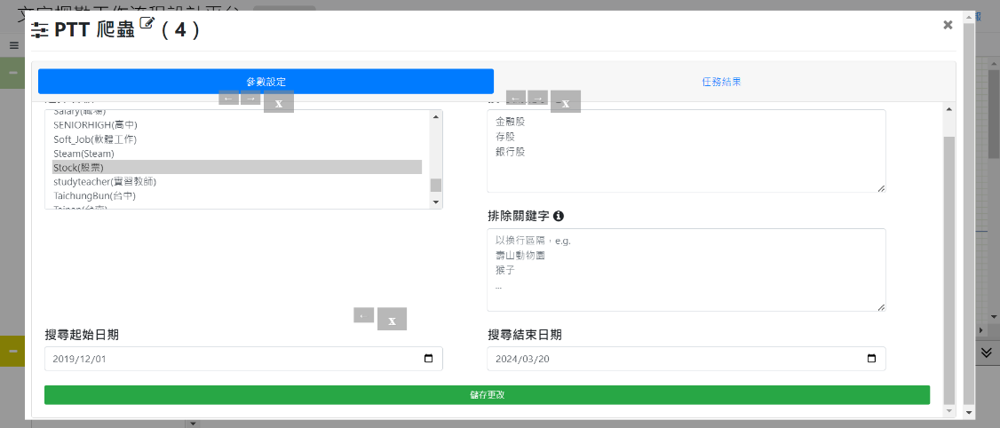 PTT 爬蟲 ( 4 )
參數設定
任務結果
← → x
← → x
Salary(職場)
SENIORHIGH(高中)
Soft_Job(軟體工作)
Steam(Steam)
Stock(股票)
studyteacher(實習教師)
TaichungBun(台中)
Tainan(台南)
金融股
存股
銀行股
排除關鍵字
以換行區隔，e.g.
壽山動物園
猴子
...
← x
搜尋起始日期
搜尋結束日期
2019/12/01
2024/03/20
儲存更改